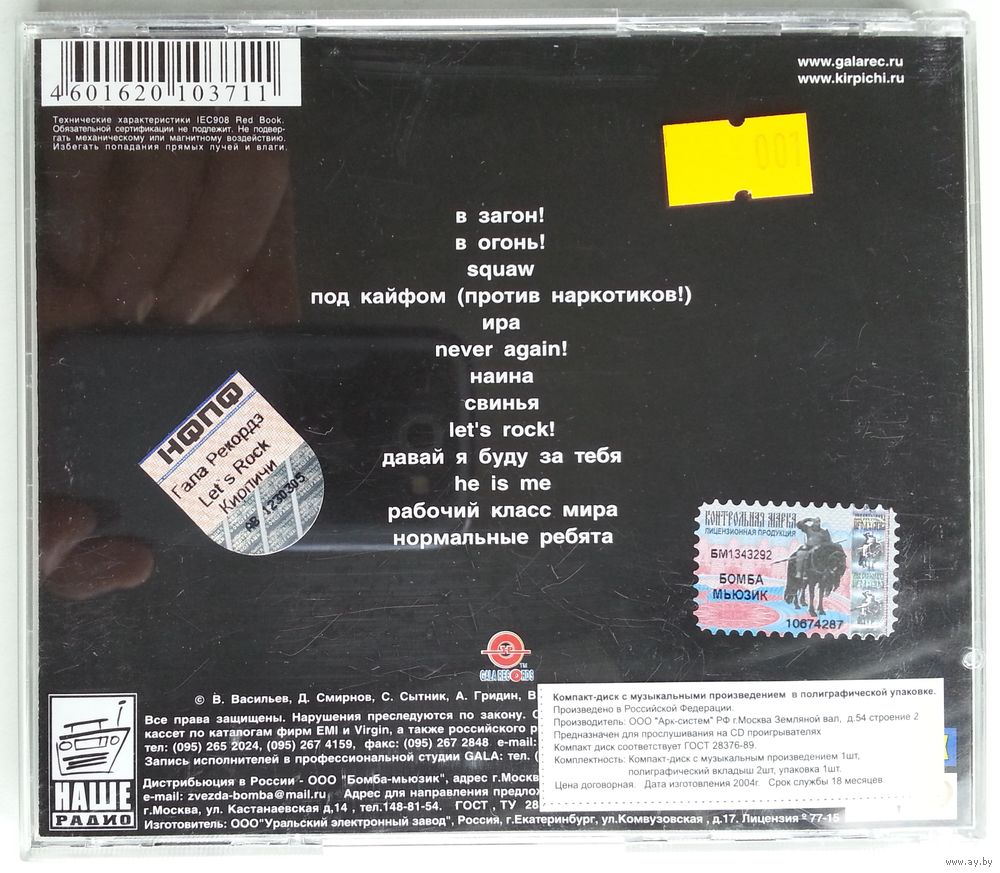 4601620 103711
Технические характеристики IEC908 Red Book.
Обязательной сертификации не подлежит. Не подвер-
гать механическому или магнитному воздействию.
Избегать попадания прямых лучей и влаги.
www.galarec.ru
www.kirpichi.ru
001
в загон!
в огонь!
squaw
под кайфом (против наркотиков!)
ира
never again!
наина
свинья
let's rock!
давай я буду за тебя
he is me
рабочий класс мира
нормальные ребята
НФПФ
Гала Рекордз
Let`s Rock
Кирпичи
АВ 1230305
КОНТРОЛЬНАЯ МАРКА
ЛИЦЕНЗИОННАЯ ПРОДУКЦИЯ
БМ1343292
БОМБА
МЬЮЗИК
10674287
GALA RECORDS
TM
© В. Васильев, Д. Смирнов, С. Сытник, А. Гридин, В
Все права защищены. Нарушения преследуются по закону. С
кассет по каталогам фирм EMI и Virgin, а также российского р
тел: (095) 265 2024, (095) 267 4159, факс: (095) 267 2848 e-mail:
Запись исполнителей в профессиональной студии GALA: тел. (
Дистрибьюция в России - ООО "Бомба-мьюзик", адрес г.Москв
e-mail: zvezda-bomba@mail.ru Адрес для направления предлож
г.Москва, ул. Кастанаевская д.14 , тел.148-81-54. ГОСТ , ТУ 28
Изготовитель: ООО"Уральский электронный завод", Россия, г.Екатеринбург, ул.Комвузовская , д.17. Лицензия º 77-15
НАШЕ
РАДИО
Компакт-диск с музыкальными произведением в полиграфической упаковке.
Произведено в Российской Федерации.
Производитель: ООО "Арк-систем" РФ г.Москва Земляной вал, д.54 строение 2
Предназначен для прослушивания на CD проигрывателях
Компакт диск соответствует ГОСТ 28376-89.
Комплектность: Компакт-диск с музыкальным произведением 1шт,
полиграфический вкладыш 2шт, упаковка 1шт.
Цена договорная. Дата изготовления 2004г. Срок службы 18 месяцев.
www.ay.by